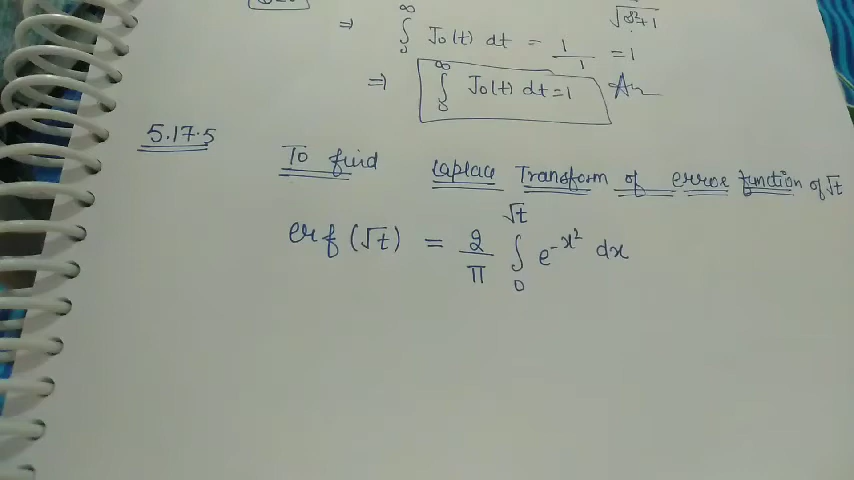 √(s²+1)
⇒ ∫₀^∞ J₀(t) dt = 1/1 = 1
⇒ ∫₀^∞ J₀(t) dt = 1 An
5.17.5 To find Laplace Transform of error function of √t
erf(√t) = 2/π ∫₀^√t e^-x² dx